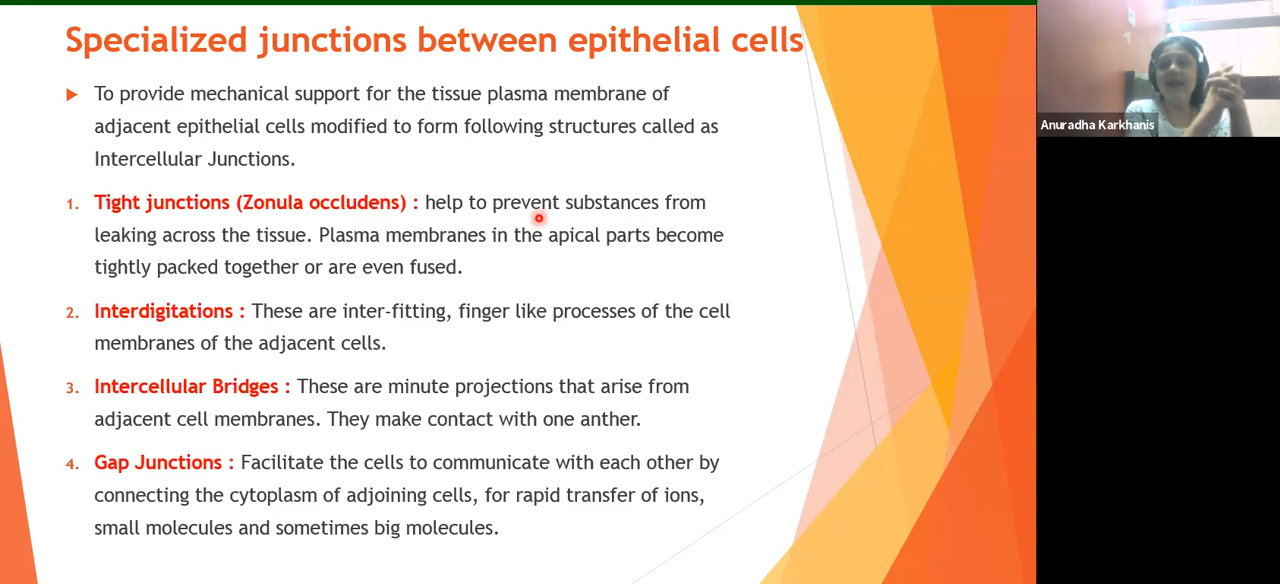 Specialized junctions between epithelial cells
To provide mechanical support for the tissue plasma membrane of
adjacent epithelial cells modified to form following structures called as
Intercellular Junctions.
1. Tight junctions (Zonula occludens) : help to prevent substances from
leaking across the tissue. Plasma membranes in the apical parts become
tightly packed together or are even fused.
2. Interdigitations : These are inter-fitting, finger like processes of the cell
membranes of the adjacent cells.
3. Intercellular Bridges : These are minute projections that arise from
adjacent cell membranes. They make contact with one anther.
4. Gap Junctions : Facilitate the cells to communicate with each other by
connecting the cytoplasm of adjoining cells, for rapid transfer of ions,
small molecules and sometimes big molecules.
Anuradha Karkhanis